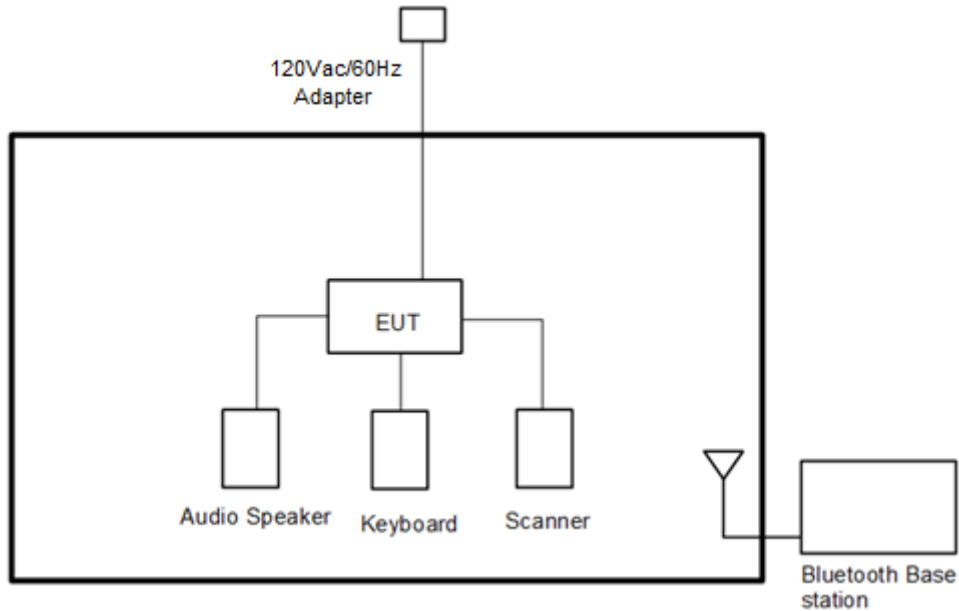 120Vac/60Hz
Adapter
EUT
Audio Speaker
Keyboard
Scanner
Bluetooth Base
station